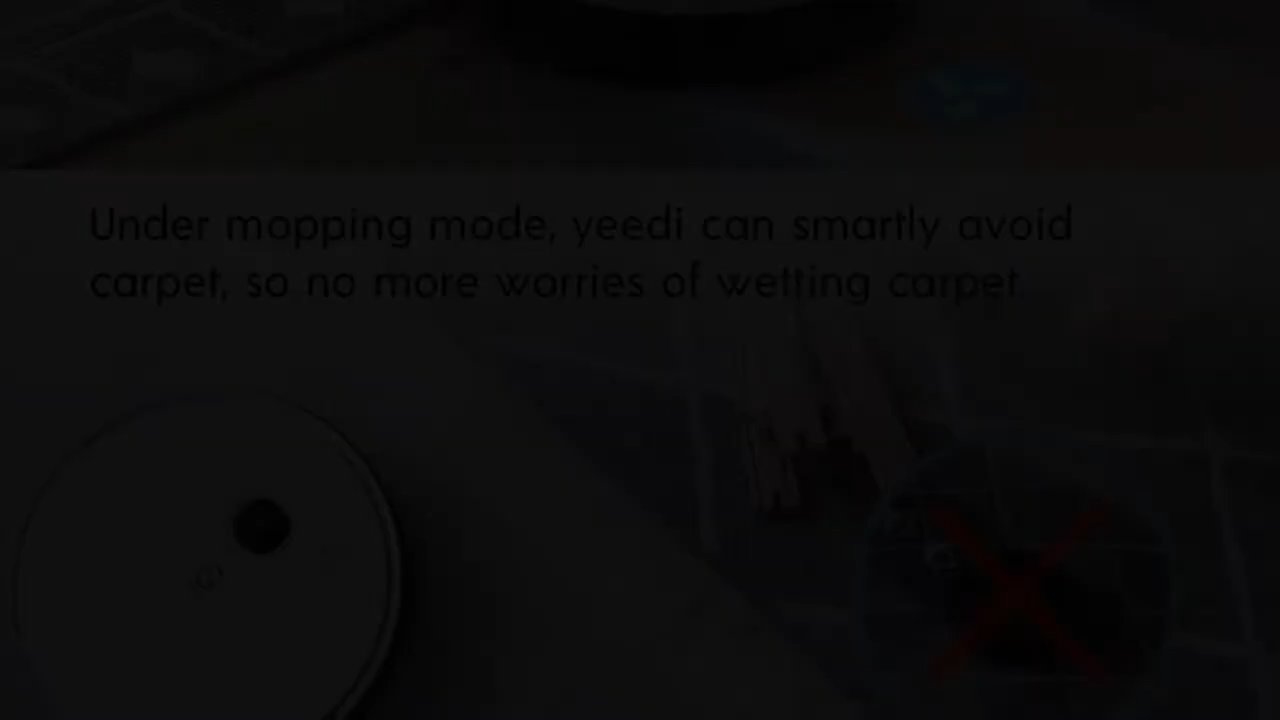 Under mopping mode, yeedi can smartly avoid
carpet, so no more worries of wetting carpet